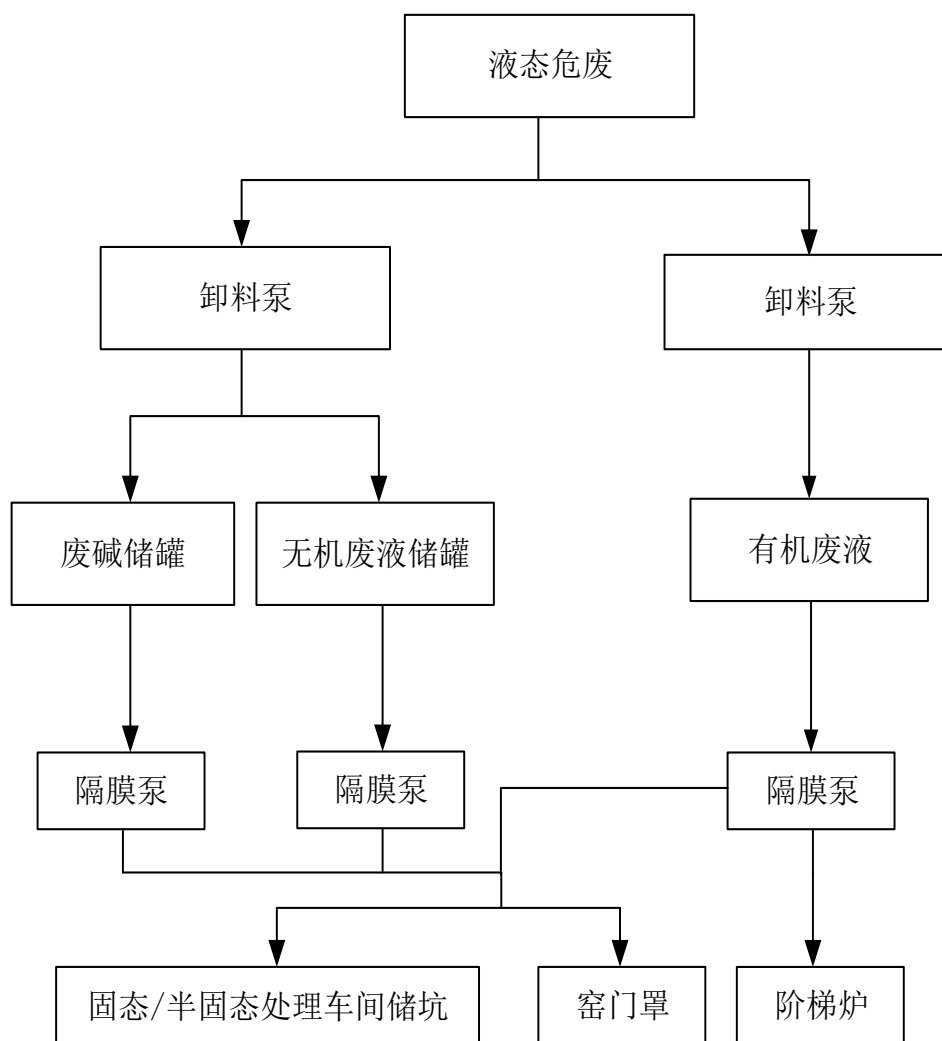 液态危废
卸料泵
卸料泵
废碱储罐
无机废液储罐
有机废液
隔膜泵
隔膜泵
隔膜泵
固态/半固态处理车间储坑
窑门罩
阶梯炉